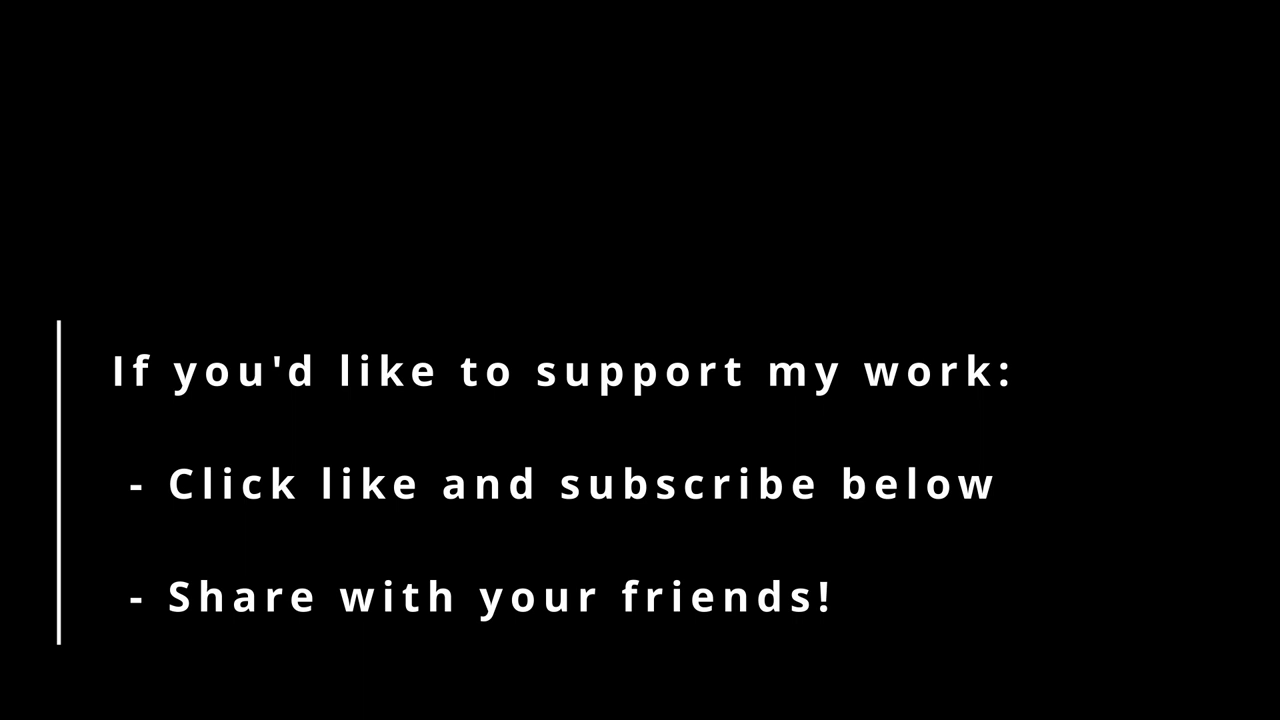 If you'd like to support my work:
- Click like and subscribe below
- Share with your friends!